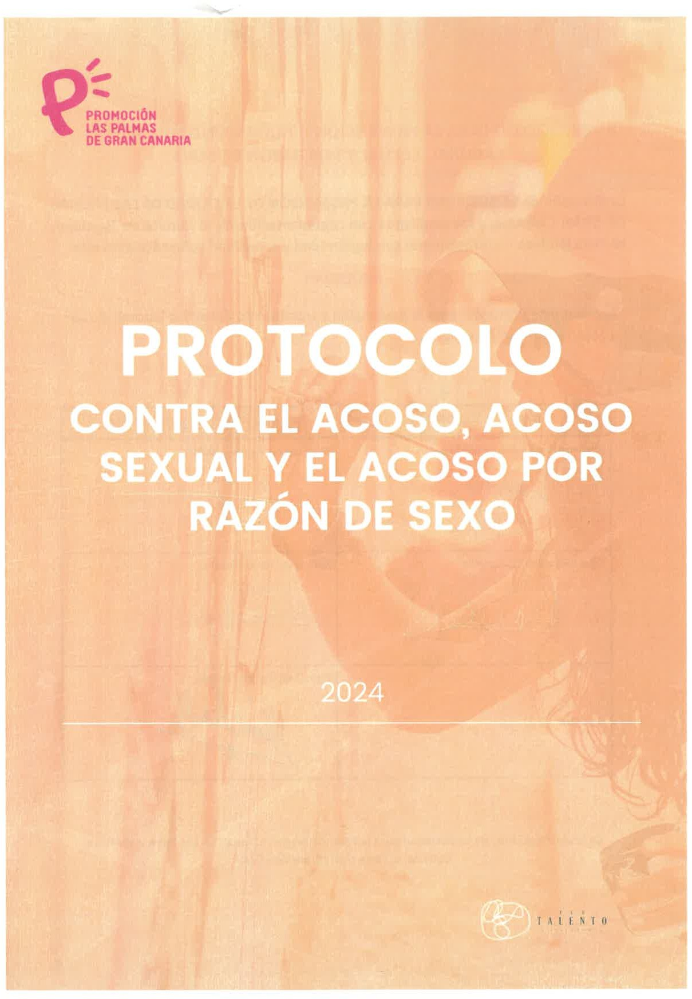 PROMOCIÓN
LAS PALMAS
DE GRAN CANARIA
PROTOCOLO
CONTRA EL ACOSO, ACOSO
SEXUAL Y EL ACOSO POR
RAZÓN DE SEXO
2024
TALENTO